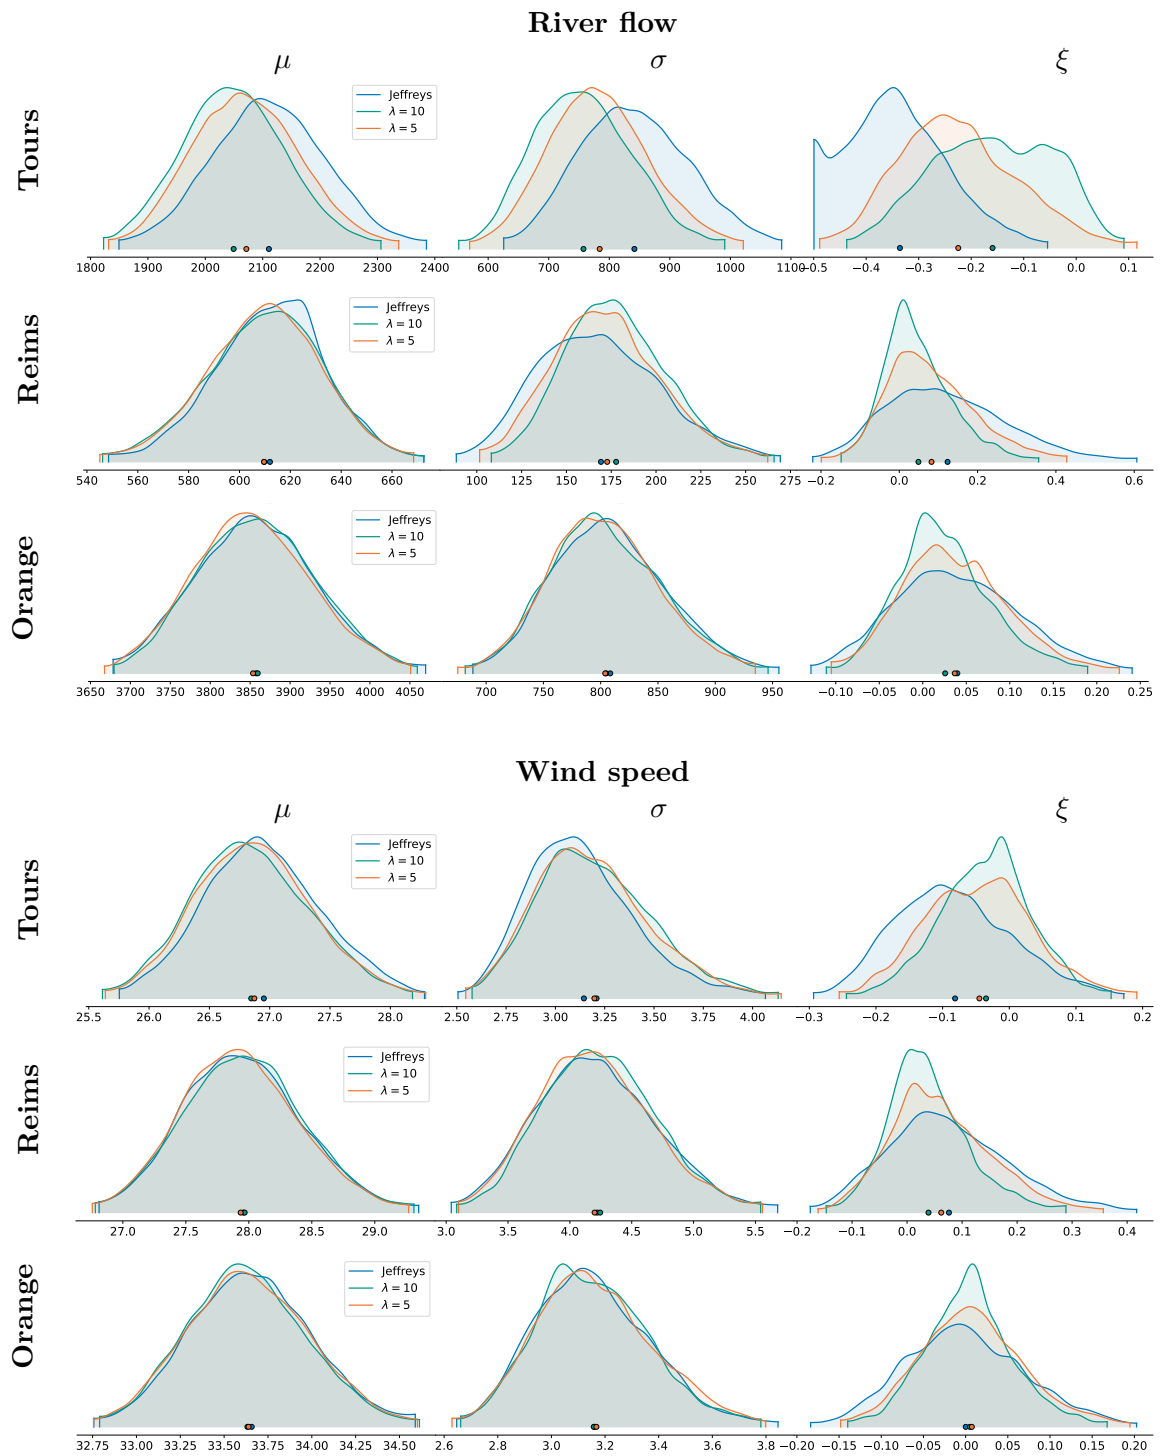 River flow
μ σ ξ
Tours
Jeffreys
λ = 10
λ = 5
1800 1900 2000 2100 2200 2300 2400
600 700 800 900 1000 1100
−0.5 −0.4 −0.3 −0.2 −0.1 0.0 0.1
Reims
Jeffreys
λ = 10
λ = 5
540 560 580 600 620 640 660
100 125 150 175 200 225 250 275
−0.2 0.0 0.2 0.4 0.6
Orange
Jeffreys
λ = 10
λ = 5
3650 3700 3750 3800 3850 3900 3950 4000 4050
700 750 800 850 900 950
−0.10 −0.05 0.00 0.05 0.10 0.15 0.20 0.25
Wind speed
μ σ ξ
Tours
Jeffreys
λ = 10
λ = 5
25.5 26.0 26.5 27.0 27.5 28.0
2.50 2.75 3.00 3.25 3.50 3.75 4.00
−0.3 −0.2 −0.1 0.0 0.1 0.2
Reims
Jeffreys
λ = 10
λ = 5
27.0 27.5 28.0 28.5 29.0
3.0 3.5 4.0 4.5 5.0 5.5
−0.2 −0.1 0.0 0.1 0.2 0.3 0.4
Orange
Jeffreys
λ = 10
λ = 5
32.75 33.00 33.25 33.50 33.75 34.00 34.25 34.50
2.6 2.8 3.0 3.2 3.4 3.6 3.8
−0.20 −0.15 −0.10 −0.05 0.00 0.05 0.10 0.15 0.20